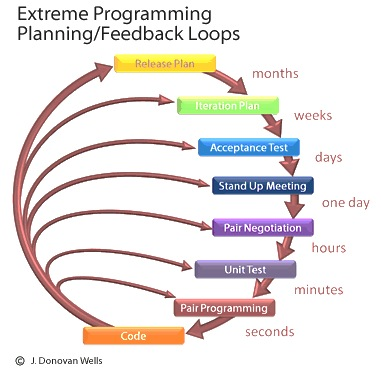 Extreme Programming
Planning/Feedback Loops
Release Plan
months
Iteration Plan
weeks
Acceptance Test
days
Stand Up Meeting
one day
Pair Negotiation
hours
Unit Test
minutes
Pair Programming
seconds
Code
© J. Donovan Wells